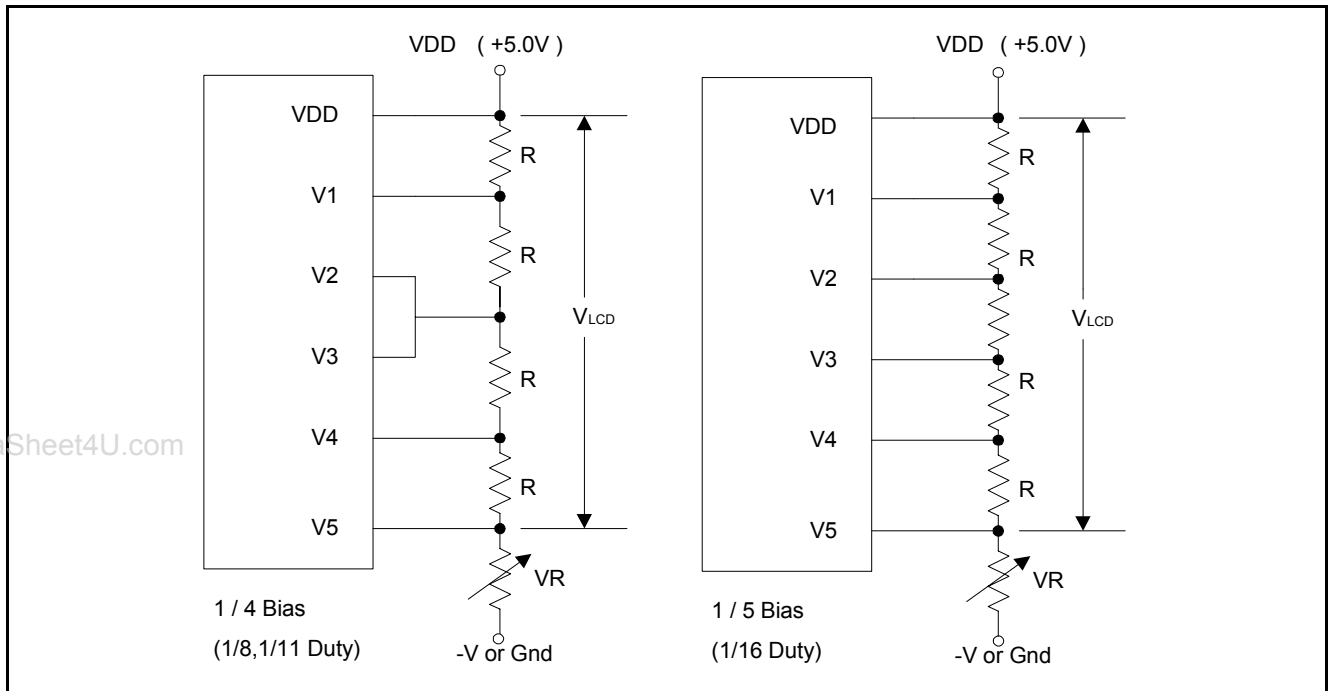 VDD ( +5.0V )
VDD
R
V1
R
V2
VLCD
V3
R
V4
R
V5
VR
1 / 4 Bias
(1/8,1/11 Duty)
-V or Gnd
VDD ( +5.0V )
VDD
R
V1
R
V2
VLCD
V3
R
V4
R
V5
VR
1 / 5 Bias
(1/16 Duty)
-V or Gnd
aSheet4U.com